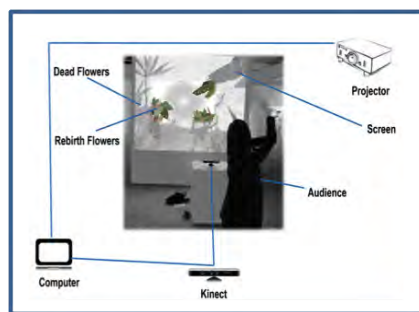 Dead Flowers
Projector
Rebirth Flowers
Screen
Audience
Computer
Kinect